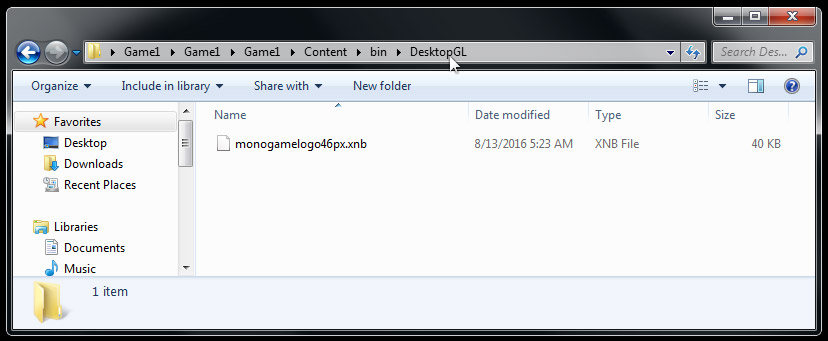 Game1 Game1 Game1 Content bin DesktopGL Search Des...
Organize Include in library Share with New folder
Favorites
Desktop
Downloads
Recent Places
Libraries
Documents
Music
Name Date modified Type Size
monogamelogo46px.xnb 8/13/2016 5:23 AM XNB File 40 KB
1 item